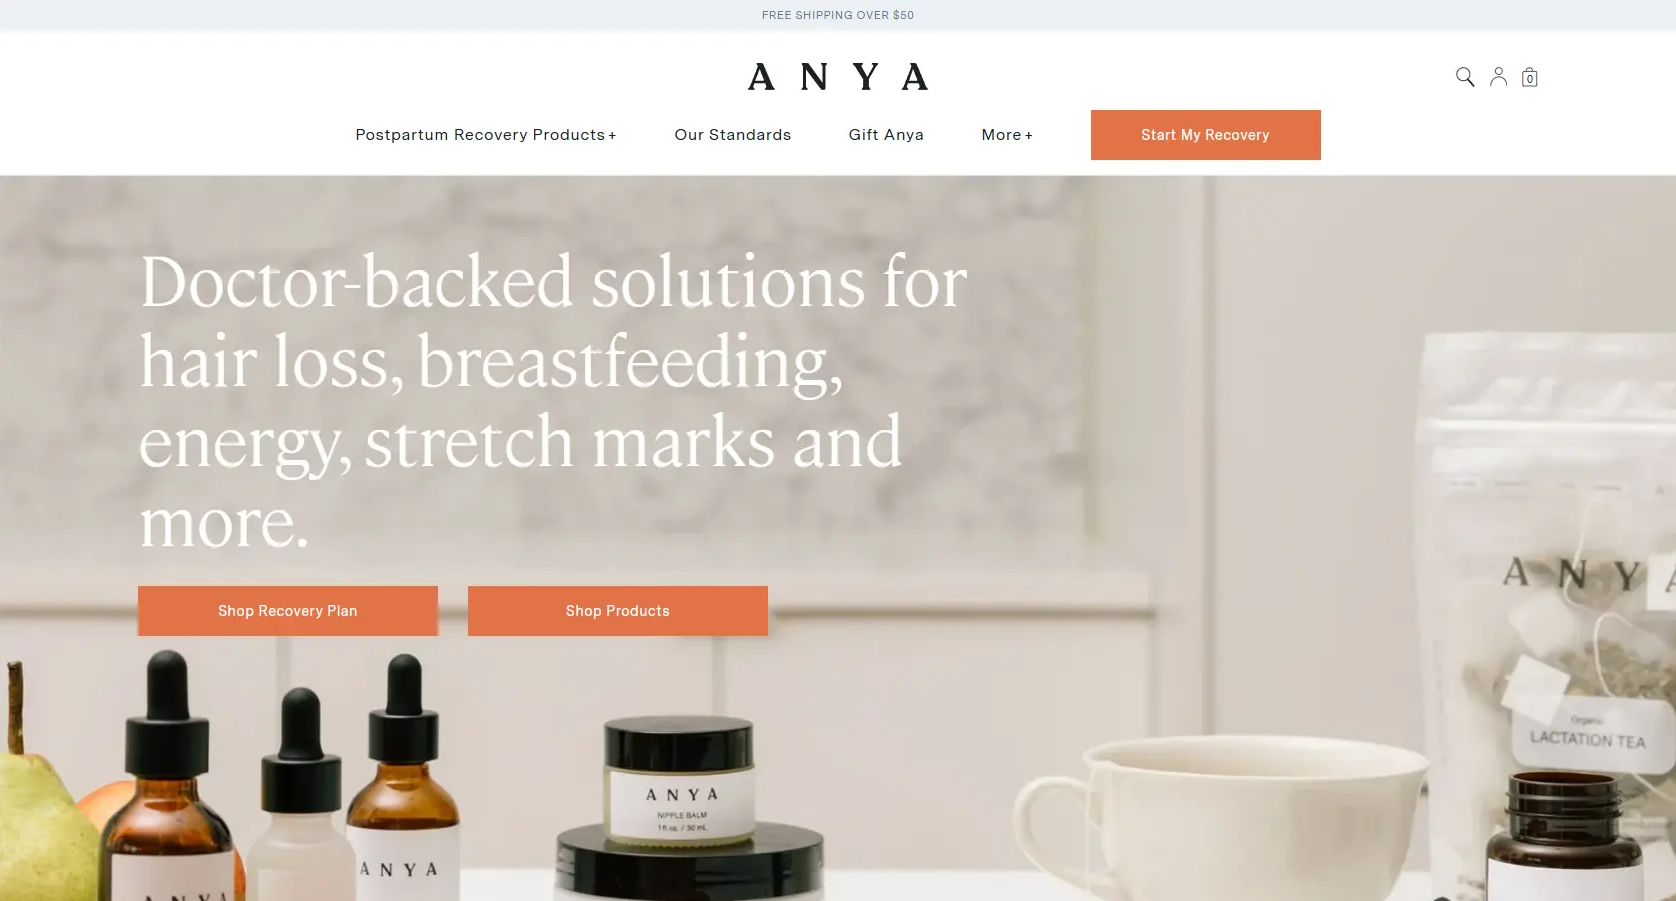 FREE SHIPPING OVER $50
ANYA
0
Postpartum Recovery Products +
Our Standards
Gift Anya
More +
Start My Recovery
Doctor-backed solutions for
hair loss, breastfeeding,
energy, stretch marks and
more.
Shop Recovery Plan
Shop Products
ANYA
Organic
LACTATION TEA
ANYA
NIPPLE BALM
1 fl oz. / 30 mL
ANYA
ANYA